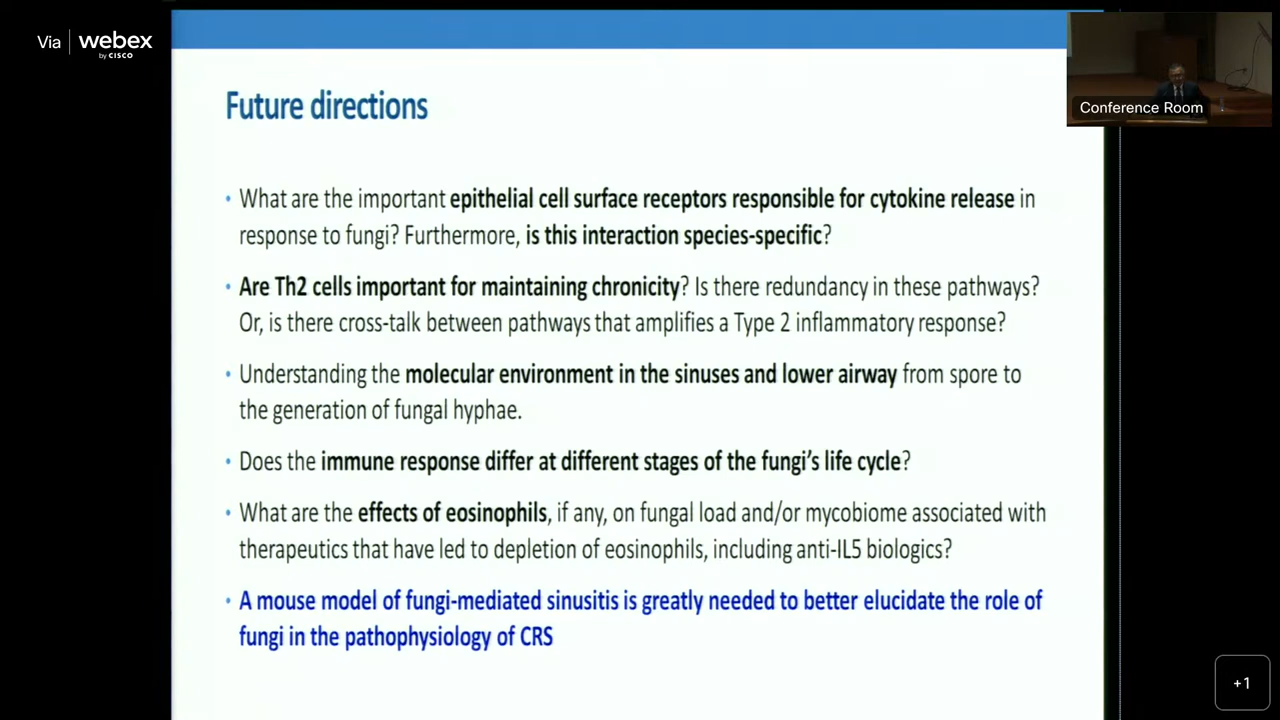 Via webex
by CISCO
Conference Room
Future directions
• What are the important epithelial cell surface receptors responsible for cytokine release in
response to fungi? Furthermore, is this interaction species-specific?
• Are Th2 cells important for maintaining chronicity? Is there redundancy in these pathways?
Or, is there cross-talk between pathways that amplifies a Type 2 inflammatory response?
• Understanding the molecular environment in the sinuses and lower airway from spore to
the generation of fungal hyphae.
• Does the immune response differ at different stages of the fungi's life cycle?
• What are the effects of eosinophils, if any, on fungal load and/or mycobiome associated with
therapeutics that have led to depletion of eosinophils, including anti-IL5 biologics?
• A mouse model of fungi-mediated sinusitis is greatly needed to better elucidate the role of
fungi in the pathophysiology of CRS
+1